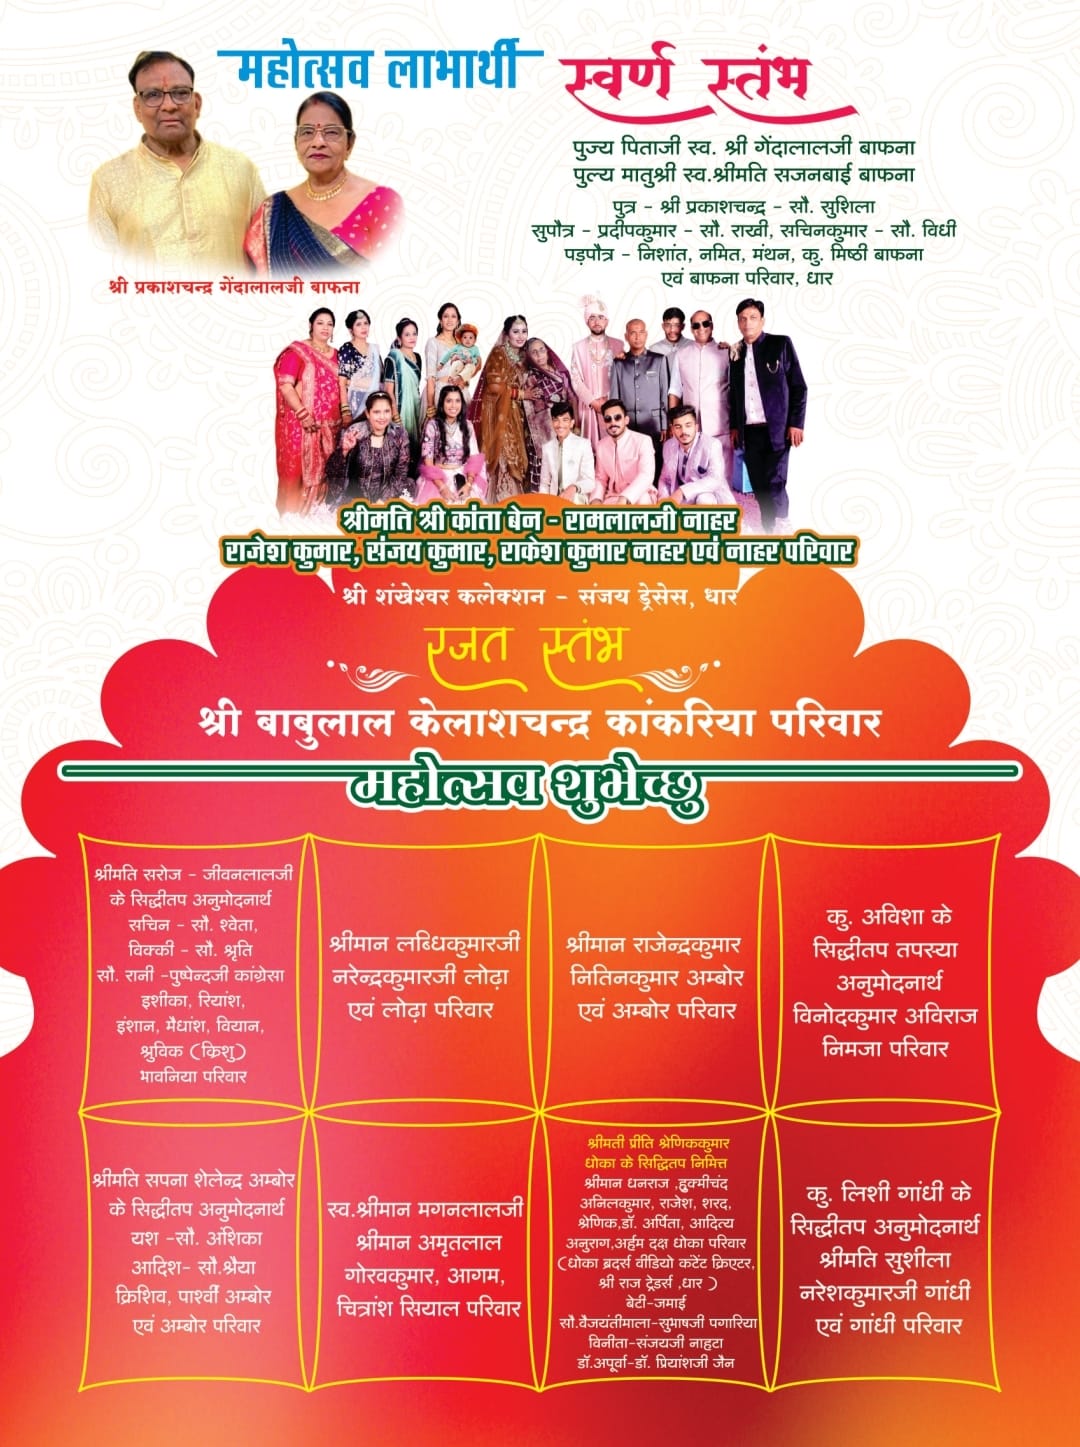 महोत्सव लाभार्थी
श्री प्रकाशचन्द्र गेंदालालजी बाफना
स्वर्ण स्तंभ
पुज्य पिताजी स्व. श्री गेंदालालजी बाफना
पुल्य मातुश्री स्व.श्रीमति सजनबाई बाफना
पुत्र - श्री प्रकाशचन्द्र - सौ. सुशिला
सुपौत्र - प्रदीपकुमार - सौ. राखी, सचिनकुमार - सौ. विधी
पड़पौत्र - निशांत, नमित, मंथन, कु. मिष्ठी बाफना
एवं बाफना परिवार, धार
श्रीमति श्री कांता बेन - रामलालजी नाहर
राजेश कुमार, संजय कुमार, राकेश कुमार नाहर एवं नाहर परिवार
श्री शंखेश्वर कलेक्शन - संजय ड्रेसेस, धार
रजत स्तंभ
श्री बाबुलाल केलाशचन्द्र कांकरिया परिवार
महोत्सव शुभेच्छु
श्रीमति सरोज - जीवनलालजी
के सिद्धीतप अनुमोदनार्थ
सचिन - सौ. श्वेता,
विक्की - सौ. श्रृति
सौ. रानी -पुष्पेन्दजी कांग्रेसा
इशीका, रियांश,
इंशान, मैधांश, वियान,
श्रुविक (क्रिशु)
भावनिया परिवार
श्रीमान लब्धिकुमारजी
नरेन्द्रकुमारजी लोढ़ा
एवं लोढ़ा परिवार
श्रीमान राजेन्द्रकुमार
नितिनकुमार अम्बोर
एवं अम्बोर परिवार
कु. अविशा के
सिद्धीतप तपस्या
अनुमोदनार्थ
विनोदकुमार अविराज
निमजा परिवार
श्रीमति सपना शेलेन्द्र अम्बोर
के सिद्धीतप अनुमोदनार्थ
यश -सौ. अंशिका
आदिश- सौ.श्रैया
क्रिशिव, पार्श्वी अम्बोर
एवं अम्बोर परिवार
स्व.श्रीमान मगनलालजी
श्रीमान अमृतलाल
गोरवकुमार, आगम,
चित्रांश सियाल परिवार
श्रीमती प्रीति श्रेणिककुमार
धोका के सिद्धितप निमित्त
श्रीमान धनराज ,हुक्मीचंद
अनिलकुमार, राजेश, शरद,
श्रेणिक,डॉ. अर्पिता, आदित्य
अनुराग,अर्हम दक्ष धोका परिवार
(धोका ब्रदर्स वीडियो कटेंट क्रिएटर,
श्री राज ट्रेडर्स ,धार )
बेटी-जमाई
सौ.वैजयंतीमाला-सुभाषजी पगारिया
विनीता-संजयजी नाहटा
डॉ.अपूर्वा-डॉ. प्रियांशजी जैन
कु. लिशी गांधी के
सिद्धीतप अनुमोदनार्थ
श्रीमति सुशीला
नरेशकुमारजी गांधी
एवं गांधी परिवार